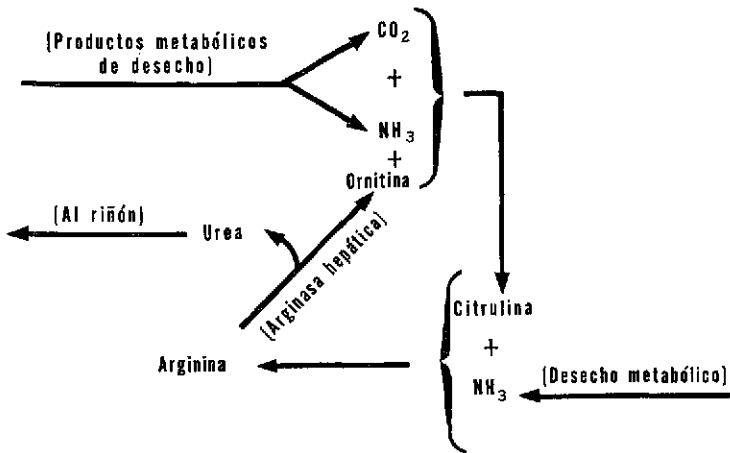 (Productos metabólicos
de desecho)
CO₂
+
NH₃
+
Ornitina
(Al riñón)
Urea
(Arginasa hepática)
Citrulina
+
NH₃
(Desecho metabólico)
Arginina